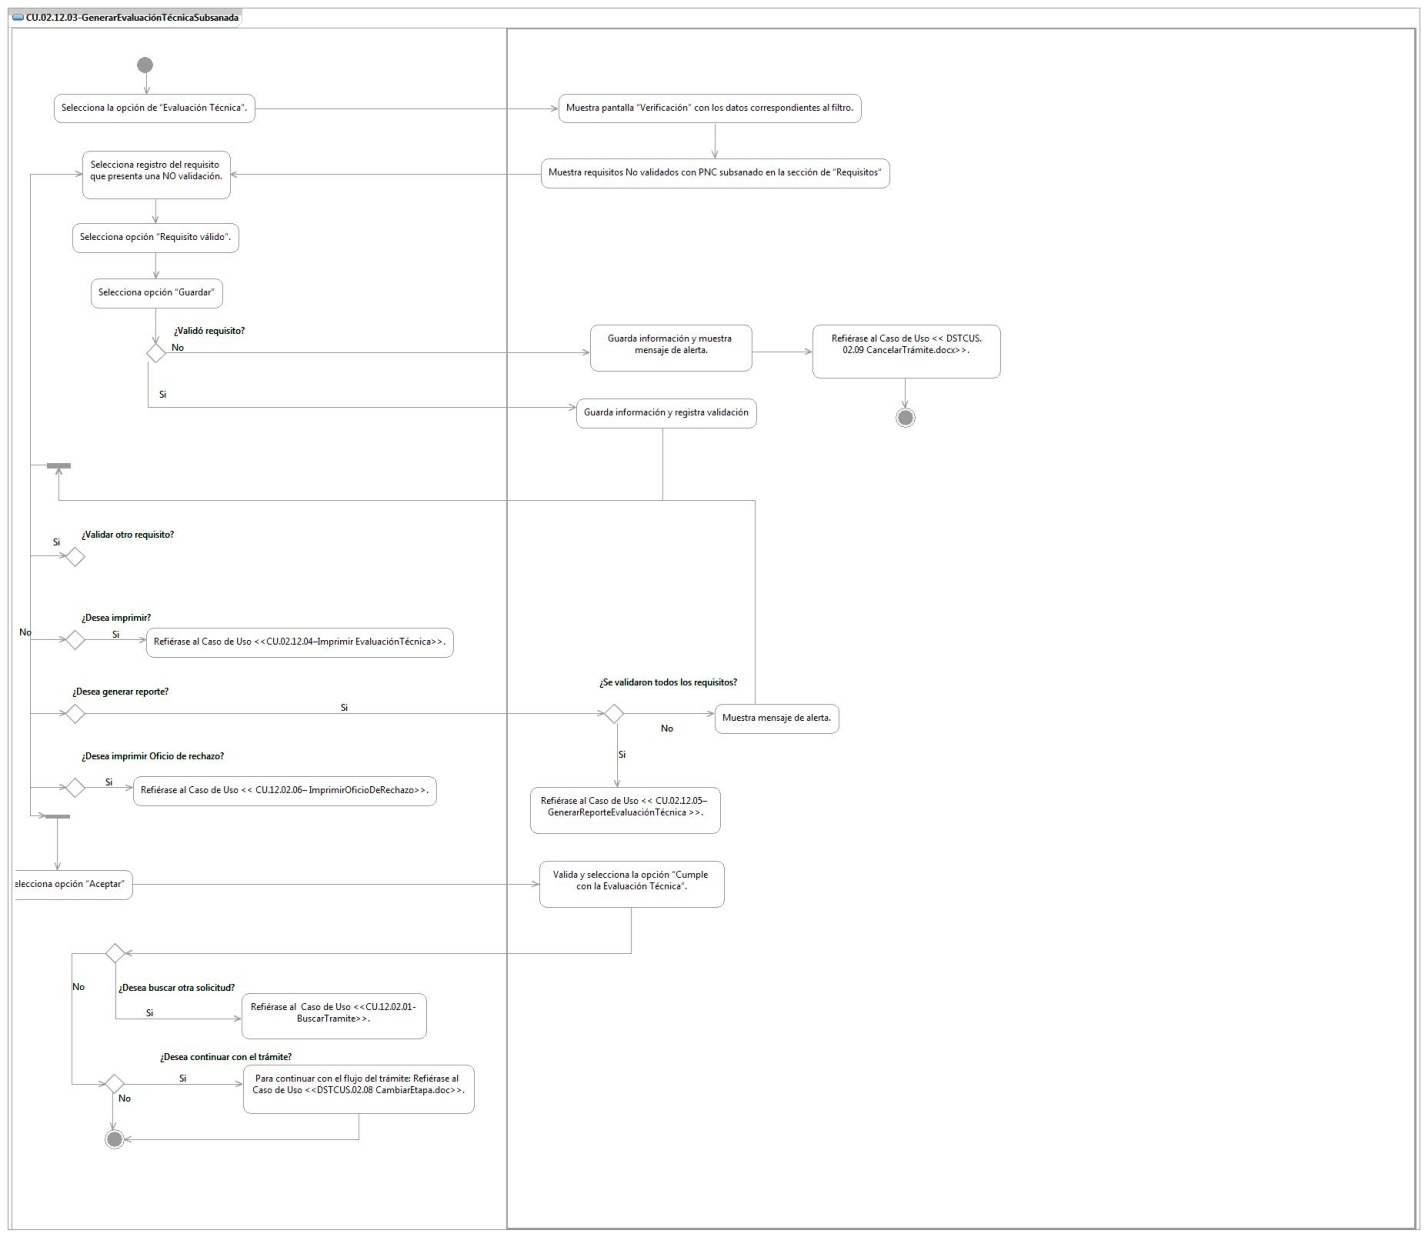 CU.02.12.03-GenerarEvaluaciónTécnicaSubsanada
Selecciona la opción de "Evaluación Técnica".
Muestra pantalla "Verificación" con los datos correspondientes al filtro.
Selecciona registro del requisito
que presenta una NO validación.
Muestra requisitos No validados con PNC subsanado en la sección de "Requisitos"
Selecciona opción "Requisito válido".
Selecciona opción "Guardar"
¿Validó requisito?
No
Guarda información y muestra
mensaje de alerta.
Refiérase al Caso de Uso << DSTCUS.
02.09 CancelarTrámite.docx>>.
Si
Guarda información y registra validación
¿Validar otro requisito?
Si
¿Desea imprimir?
No
Si
Refiérase al Caso de Uso <<CU.02.12.04–Imprimir EvaluaciónTécnica>>.
¿Se validaron todos los requisitos?
¿Desea generar reporte?
Si
Muestra mensaje de alerta.
No
Si
¿Desea imprimir Oficio de rechazo?
Si
Refiérase al Caso de Uso << CU.12.02.06– ImprimirOficioDeRechazo>>.
Refiérase al Caso de Uso << CU.02.12.05–
GenerarReporteEvaluaciónTécnica >>.
elecciona opción "Aceptar"
Valida y selecciona la opción "Cumple
con la Evaluación Técnica".
No
¿Desea buscar otra solicitud?
Si
Refiérase al  Caso de Uso <<CU.12.02.01-
BuscarTramite>>.
¿Desea continuar con el trámite?
Si
Para continuar con el flujo del trámite: Refiérase al
Caso de Uso <<DSTCUS.02.08 CambiarEtapa.doc>>.
No